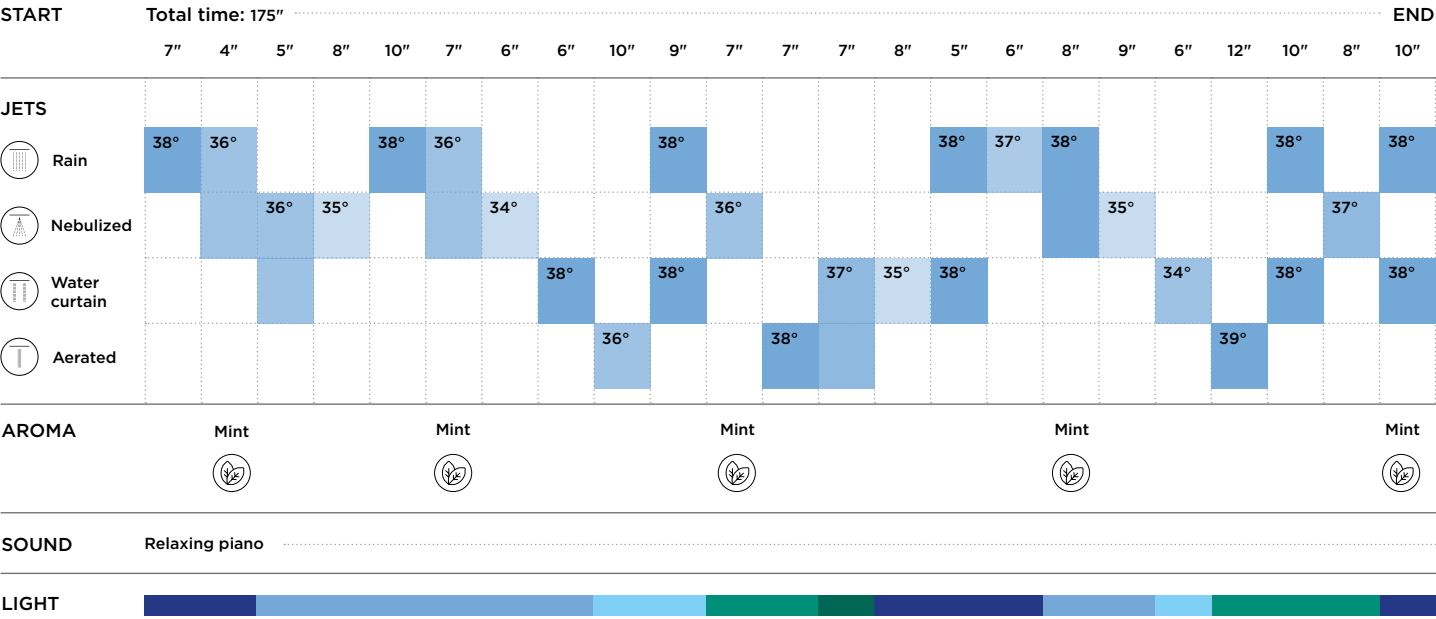 START Total time: 175" END
7" 4" 5" 8" 10" 7" 6" 6" 10" 9" 7" 7" 7" 8" 5" 6" 8" 9" 6" 12" 10" 8" 10"
JETS
38° 36° 38° 36° 38° 38° 37° 38° 38° 38°
Rain
36° 35° 34° 36° 35° 37°
Nebulized
38° 38° 37° 35° 38° 34° 38° 38°
Water
curtain
36° 38° 39°
Aerated
AROMA Mint Mint Mint Mint Mint
SOUND Relaxing piano
LIGHT